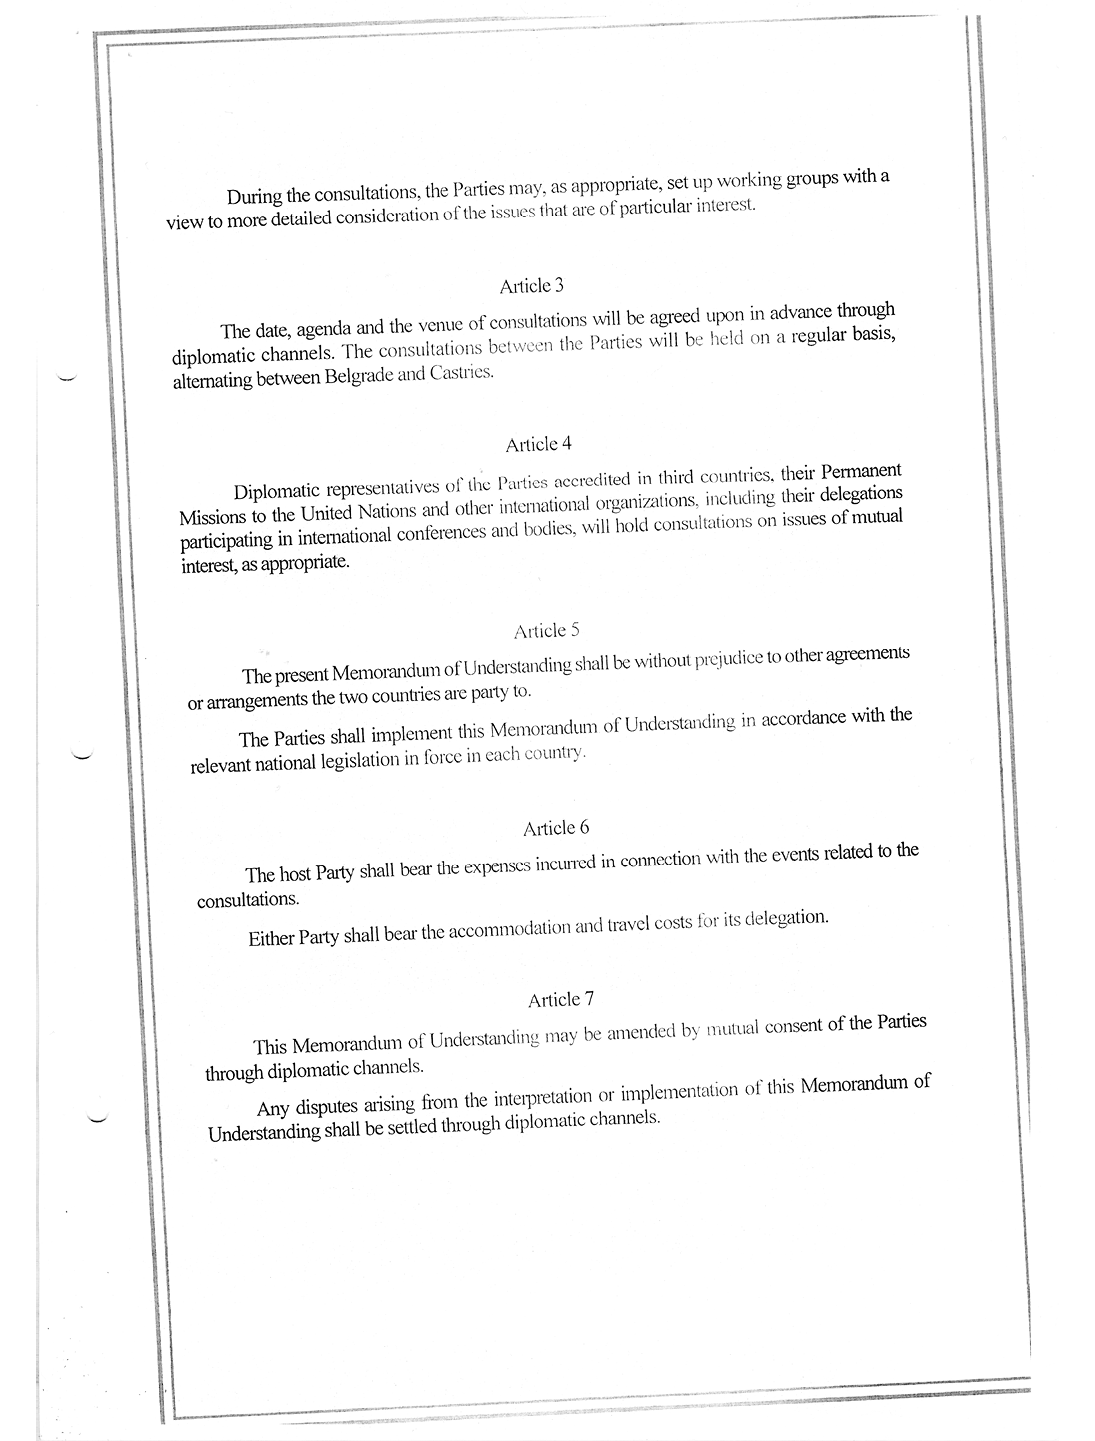 During the consultations, the Parties may, as appropriate, set up working groups with a
view to more detailed consideration of the issues that are of particular interest.
Article 3
The date, agenda and the venue of consultations will be agreed upon in advance through
diplomatic channels. The consultations between the Parties will be held on a regular basis,
alternating between Belgrade and Castries.
Article 4
Diplomatic representatives of the Parties accredited in third countries, their Permanent
Missions to the United Nations and other international organizations, including their delegations
participating in international conferences and bodies, will hold consultations on issues of mutual
interest, as appropriate.
Article 5
The present Memorandum of Understanding shall be without prejudice to other agreements
or arrangements the two countries are party to.
The Parties shall implement this Memorandum of Understanding in accordance with the
relevant national legislation in force in each country.
Article 6
The host Party shall bear the expenses incurred in connection with the events related to the
consultations.
Either Party shall bear the accommodation and travel costs for its delegation.
Article 7
This Memorandum of Understanding may be amended by mutual consent of the Parties
through diplomatic channels.
Any disputes arising from the interpretation or implementation of this Memorandum of
Understanding shall be settled through diplomatic channels.